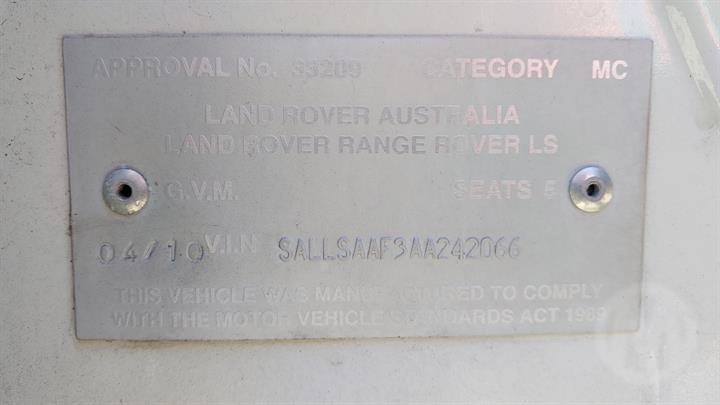 APPROVAL No. 33209 CATEGORY MC
LAND ROVER AUSTRALIA
LAND ROVER RANGE ROVER LS
G.V.M. SEATS 5
04/10 V.I.N SALLSAAF3AA242066
THIS VEHICLE WAS MANUFACTURED TO COMPLY
WITH THE MOTOR VEHICLE STANDARDS ACT 1989